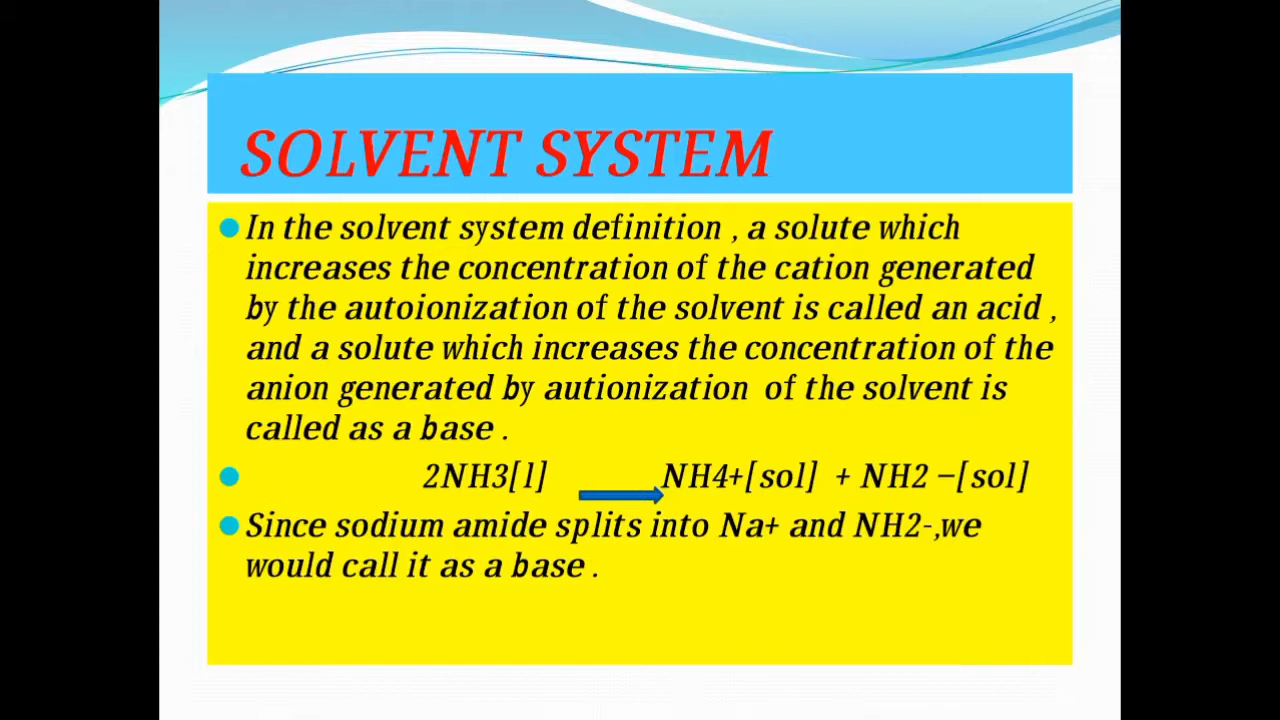 SOLVENT SYSTEM
In the solvent system definition , a solute which
increases the concentration of the cation generated
by the autoionization of the solvent is called an acid ,
and a solute which increases the concentration of the
anion generated by autionization of the solvent is
called as a base .
2NH3[l] NH4+[sol] + NH2 −[sol]
Since sodium amide splits into Na+ and NH2-,we
would call it as a base .